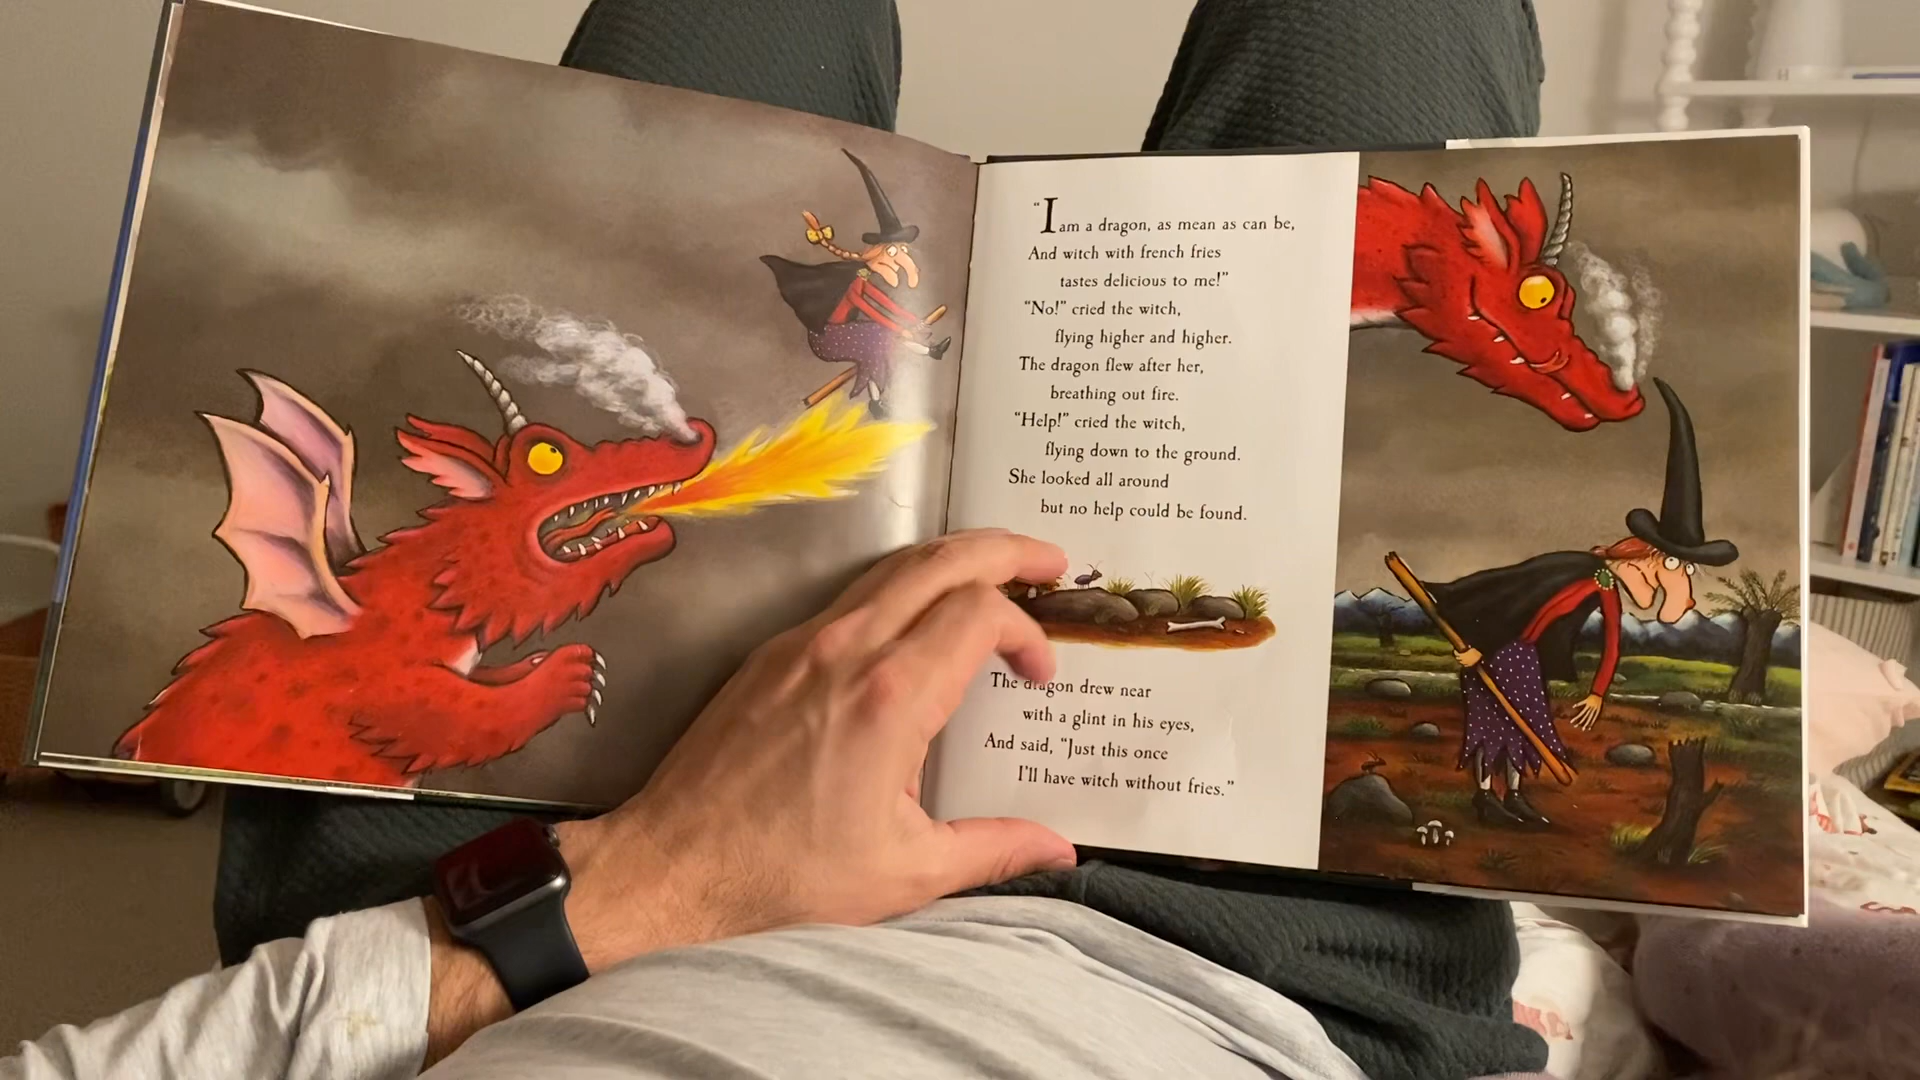 "I am a dragon, as mean as can be,
And witch with french fries
tastes delicious to me!"
"No!" cried the witch,
flying higher and higher.
The dragon flew after her,
breathing out fire.
"Help!" cried the witch,
flying down to the ground.
She looked all around
but no help could be found.
The dragon drew near
with a glint in his eyes,
And said, "Just this once
I'll have witch without fries."